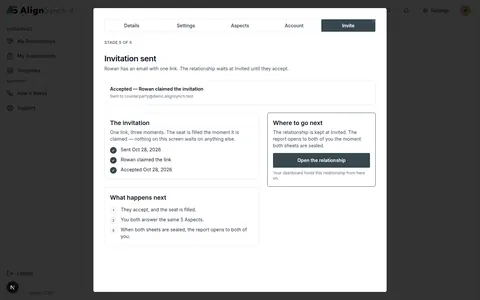 Align
Settings
Details
Settings
Aspects
Account
Invite
STAGE 5 OF 5
Invitation sent
Rowan has an email with one link. The relationship waits at Invited until they accept.
Accepted — Rowan claimed the invitation
Sent to counterparty@demo.alignsynch.test
The invitation
One link, three moments. The seat is filled the moment it is
claimed — nothing on this screen waits on anything else.
Sent Oct 28, 2026
Rowan claimed the link
Accepted Oct 28, 2026
What happens next
1 They accept, and the seat is filled.
2 You both answer the same 5 Aspects.
3 When both sheets are sealed, the report opens to both of
you.
Where to go next
The relationship is kept at Invited. The
report opens to both of you the moment
both sheets are sealed.
Open the relationship
Your dashboard holds this relationship from here
on.
Support
N